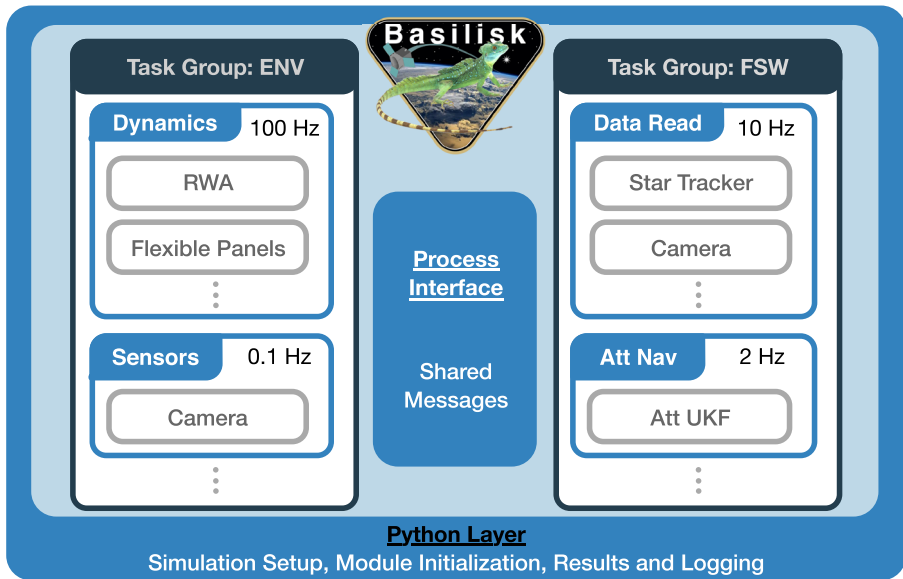 Basilisk
Task Group: ENV
Dynamics
100 Hz
RWA
Flexible Panels
Sensors
0.1 Hz
Camera
Process
Interface
Shared
Messages
Task Group: FSW
Data Read
10 Hz
Star Tracker
Camera
Att Nav
2 Hz
Att UKF
Python Layer
Simulation Setup, Module Initialization, Results and Logging